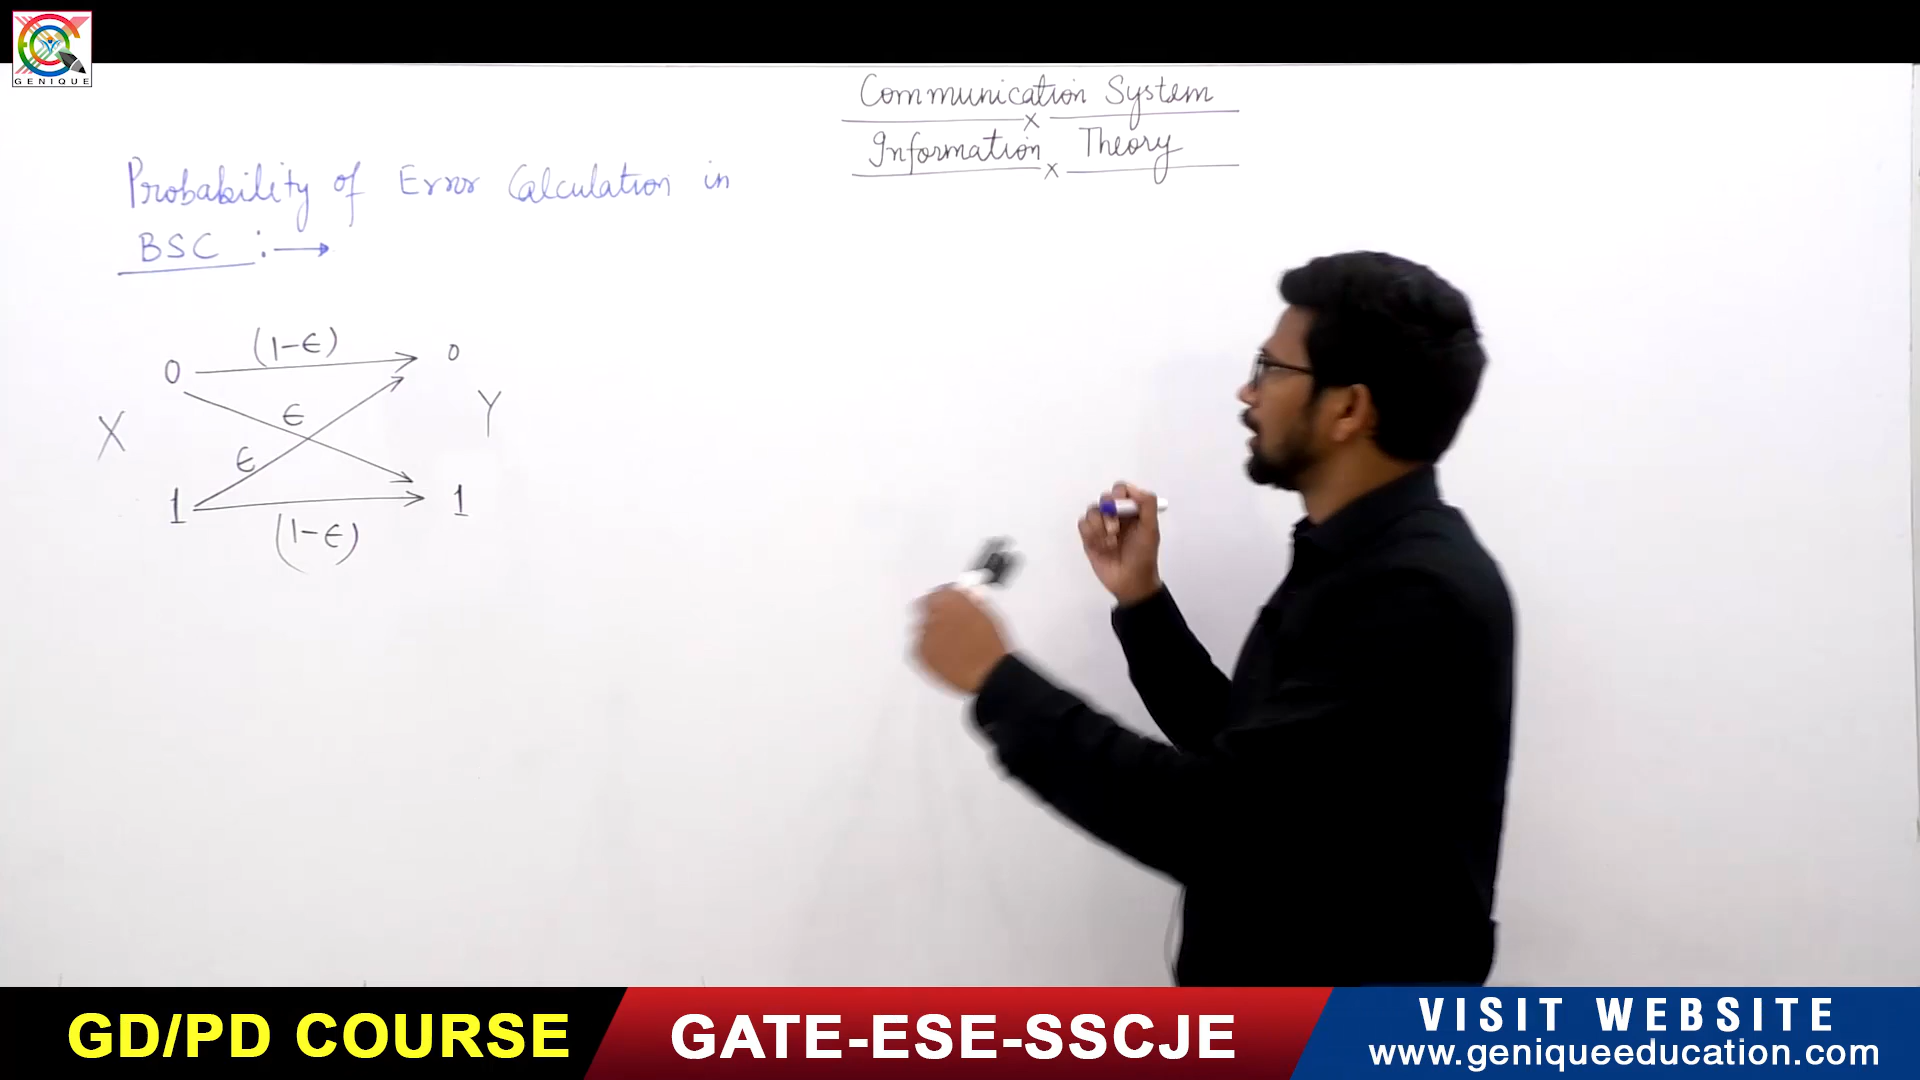 GENIQUE
Communication System
x
Information Theory
x
Probability of Error Calculation in
BSC :→
0 (1-ϵ) 0
X ϵ Y
ϵ
1 (1-ϵ) 1
GD/PD COURSE
GATE-ESE-SSCJE
VISIT WEBSITE
www.geniqueeducation.com